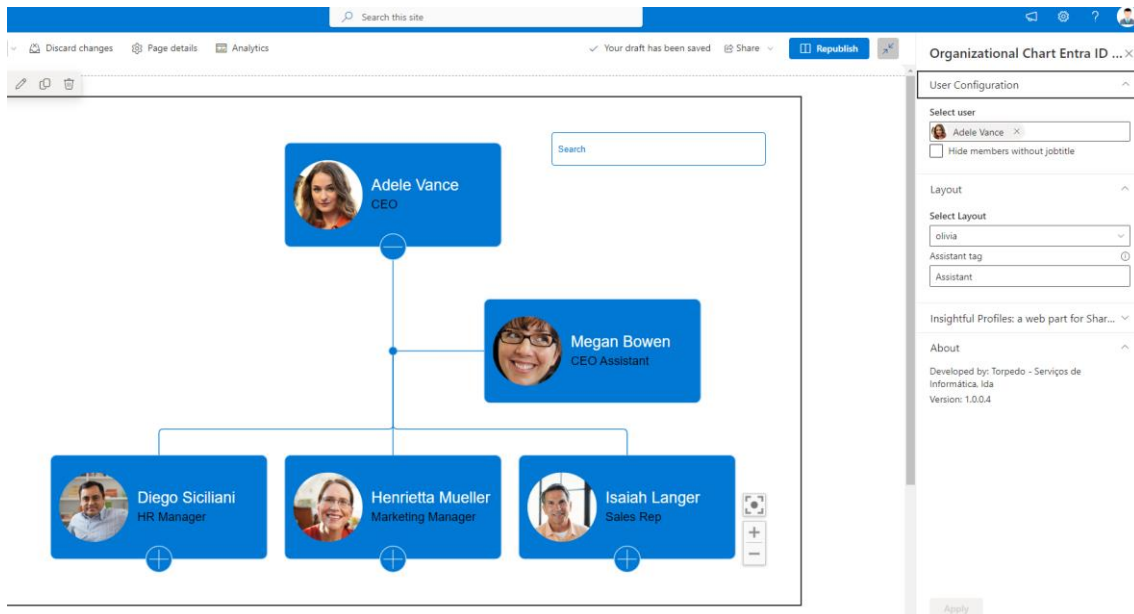 Search this site
?
Discard changes
Page details
Analytics
Your draft has been saved
Share
Republish
Search
Adele Vance
CEO
Megan Bowen
CEO Assistant
Diego Siciliani
HR Manager
Henrietta Mueller
Marketing Manager
Isaiah Langer
Sales Rep
Organizational Chart Entra ID ...
User Configuration
Select user
Adele Vance
Hide members without jobtitle
Layout
Select Layout
olivia
Assistant tag
Assistant
Insightful Profiles: a web part for Shar...
About
Developed by: Torpedo - Serviços de
Informática, lda
Version: 1.0.0.4
Apply